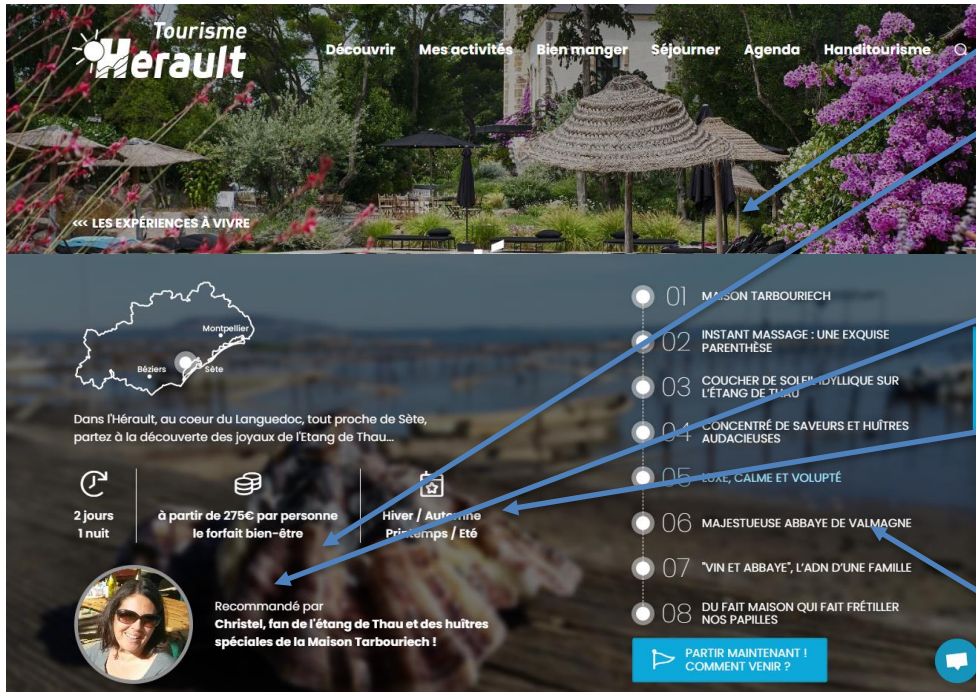 Tourisme
Hérault
Découvrir Mes activités Bien manger Séjourner Agenda Handitourisme
<<< LES EXPÉRIENCES À VIVRE
Montpellier
Béziers
Sète
Dans l'Hérault, au coeur du Languedoc, tout proche de Sète,
partez à la découverte des joyaux de l'Etang de Thau...
2 jours
1 nuit
à partir de 275€ par personne
le forfait bien-être
Hiver / Automne
Printemps / Eté
Recommandé par
Christel, fan de l'étang de Thau et des huîtres
spéciales de la Maison Tarbouriech !
01 MAISON TARBOURIECH
02 INSTANT MASSAGE : UNE EXQUISE
PARENTHÈSE
03 COUCHER DE SOLEIL IDYLLIQUE SUR
L'ÉTANG DE THAU
04 CONCENTRÉ DE SAVEURS ET HUÎTRES
AUDACIEUSES
05 LUXE, CALME ET VOLUPTÉ
06 MAJESTUEUSE ABBAYE DE VALMAGNE
07 "VIN ET ABBAYE", L'ADN D'UNE FAMILLE
08 DU FAIT MAISON QUI FAIT FRÉTILLER
NOS PAPILLES
PARTIR MAINTENANT !
COMMENT VENIR ?